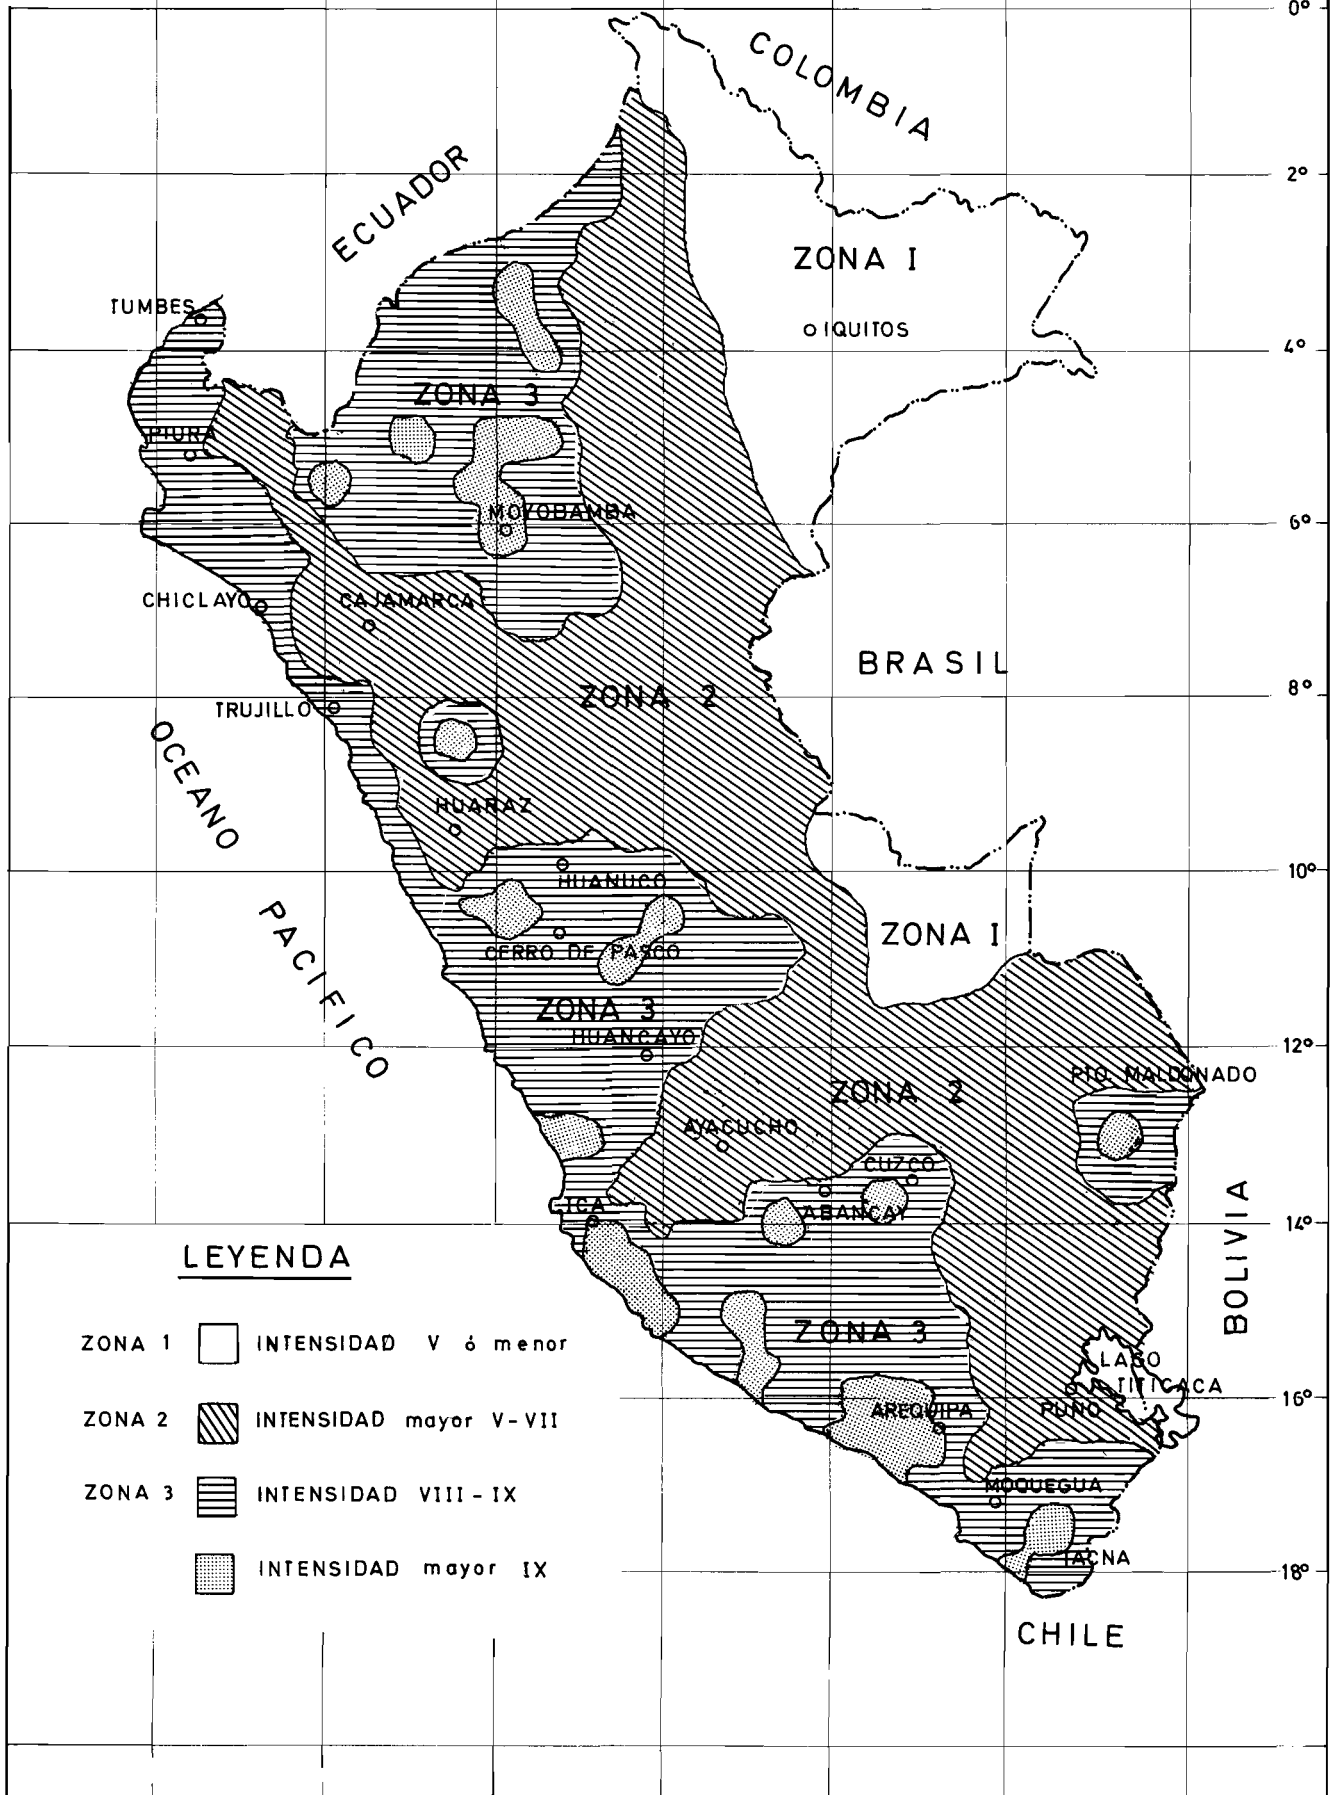 0°
COLOMBIA
2°
ECUADOR
ZONA I
TUMBES
IQUITOS
4°
ZONA 3
PIURA
MOYOBAMBA
6°
CHICLAYO
CAJAMARCA
BRASIL
ZONA 2
8°
TRUJILLO
OCEANO PACIFICO
HUARAZ
10°
HUANUCO
ZONA I
CERRO DE PASCO
ZONA 3
HUANCAYO
12°
PTO. MALDONADO
ZONA 2
AYACUCHO
CUZCO
ICA
ABANCAY
14°
BOLIVIA
LEYENDA
ZONA 1 INTENSIDAD V ó menor
ZONA 2 INTENSIDAD mayor V-VII
ZONA 3 INTENSIDAD VIII-IX
INTENSIDAD mayor IX
ZONA 3
LAGO
TITICACA
16°
PUNO
AREQUIPA
MOQUEGUA
TACNA
18°
CHILE